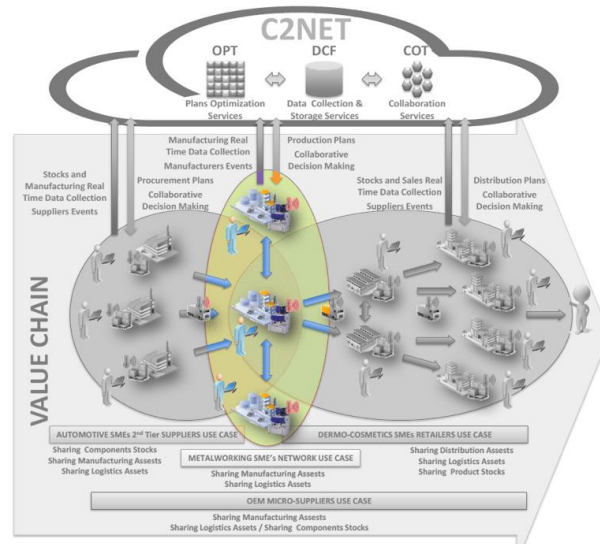 C2NET
OPT
DCF
COT
Plans Optimization
Services
Data Collection &
Storage Services
Collaboration
Services
Manufacturing Real
Time Data Collection
Manufacturers Events
Production Plans
Collaborative
Decision Making
Stocks and
Manufacturing Real
Time Data Collection
Suppliers Events
Procurement Plans
Collaborative
Decision Making
Stocks and Sales Real
Time Data Collection
Suppliers Events
Distribution Plans
Collaborative
Decision Making
VALUE CHAIN
AUTOMOTIVE SMEs 2nd Tier SUPPLIERS USE CASE
Sharing Components Stocks
Sharing Manufacturing Assests
Sharing Logistics Assets
METALWORKING SME's NETWORK USE CASE
Sharing Manufacturing Assests
Sharing Logistics Assets
DERMO-COSMETICS SMEs RETAILERS USE CASE
Sharing Distribution Assests
Sharing Logistics Assets
Sharing Product Stocks
OEM MICRO-SUPPLIERS USE CASE
Sharing Manufacturing Assests
Sharing Logistics Assets / Sharing Components Stocks